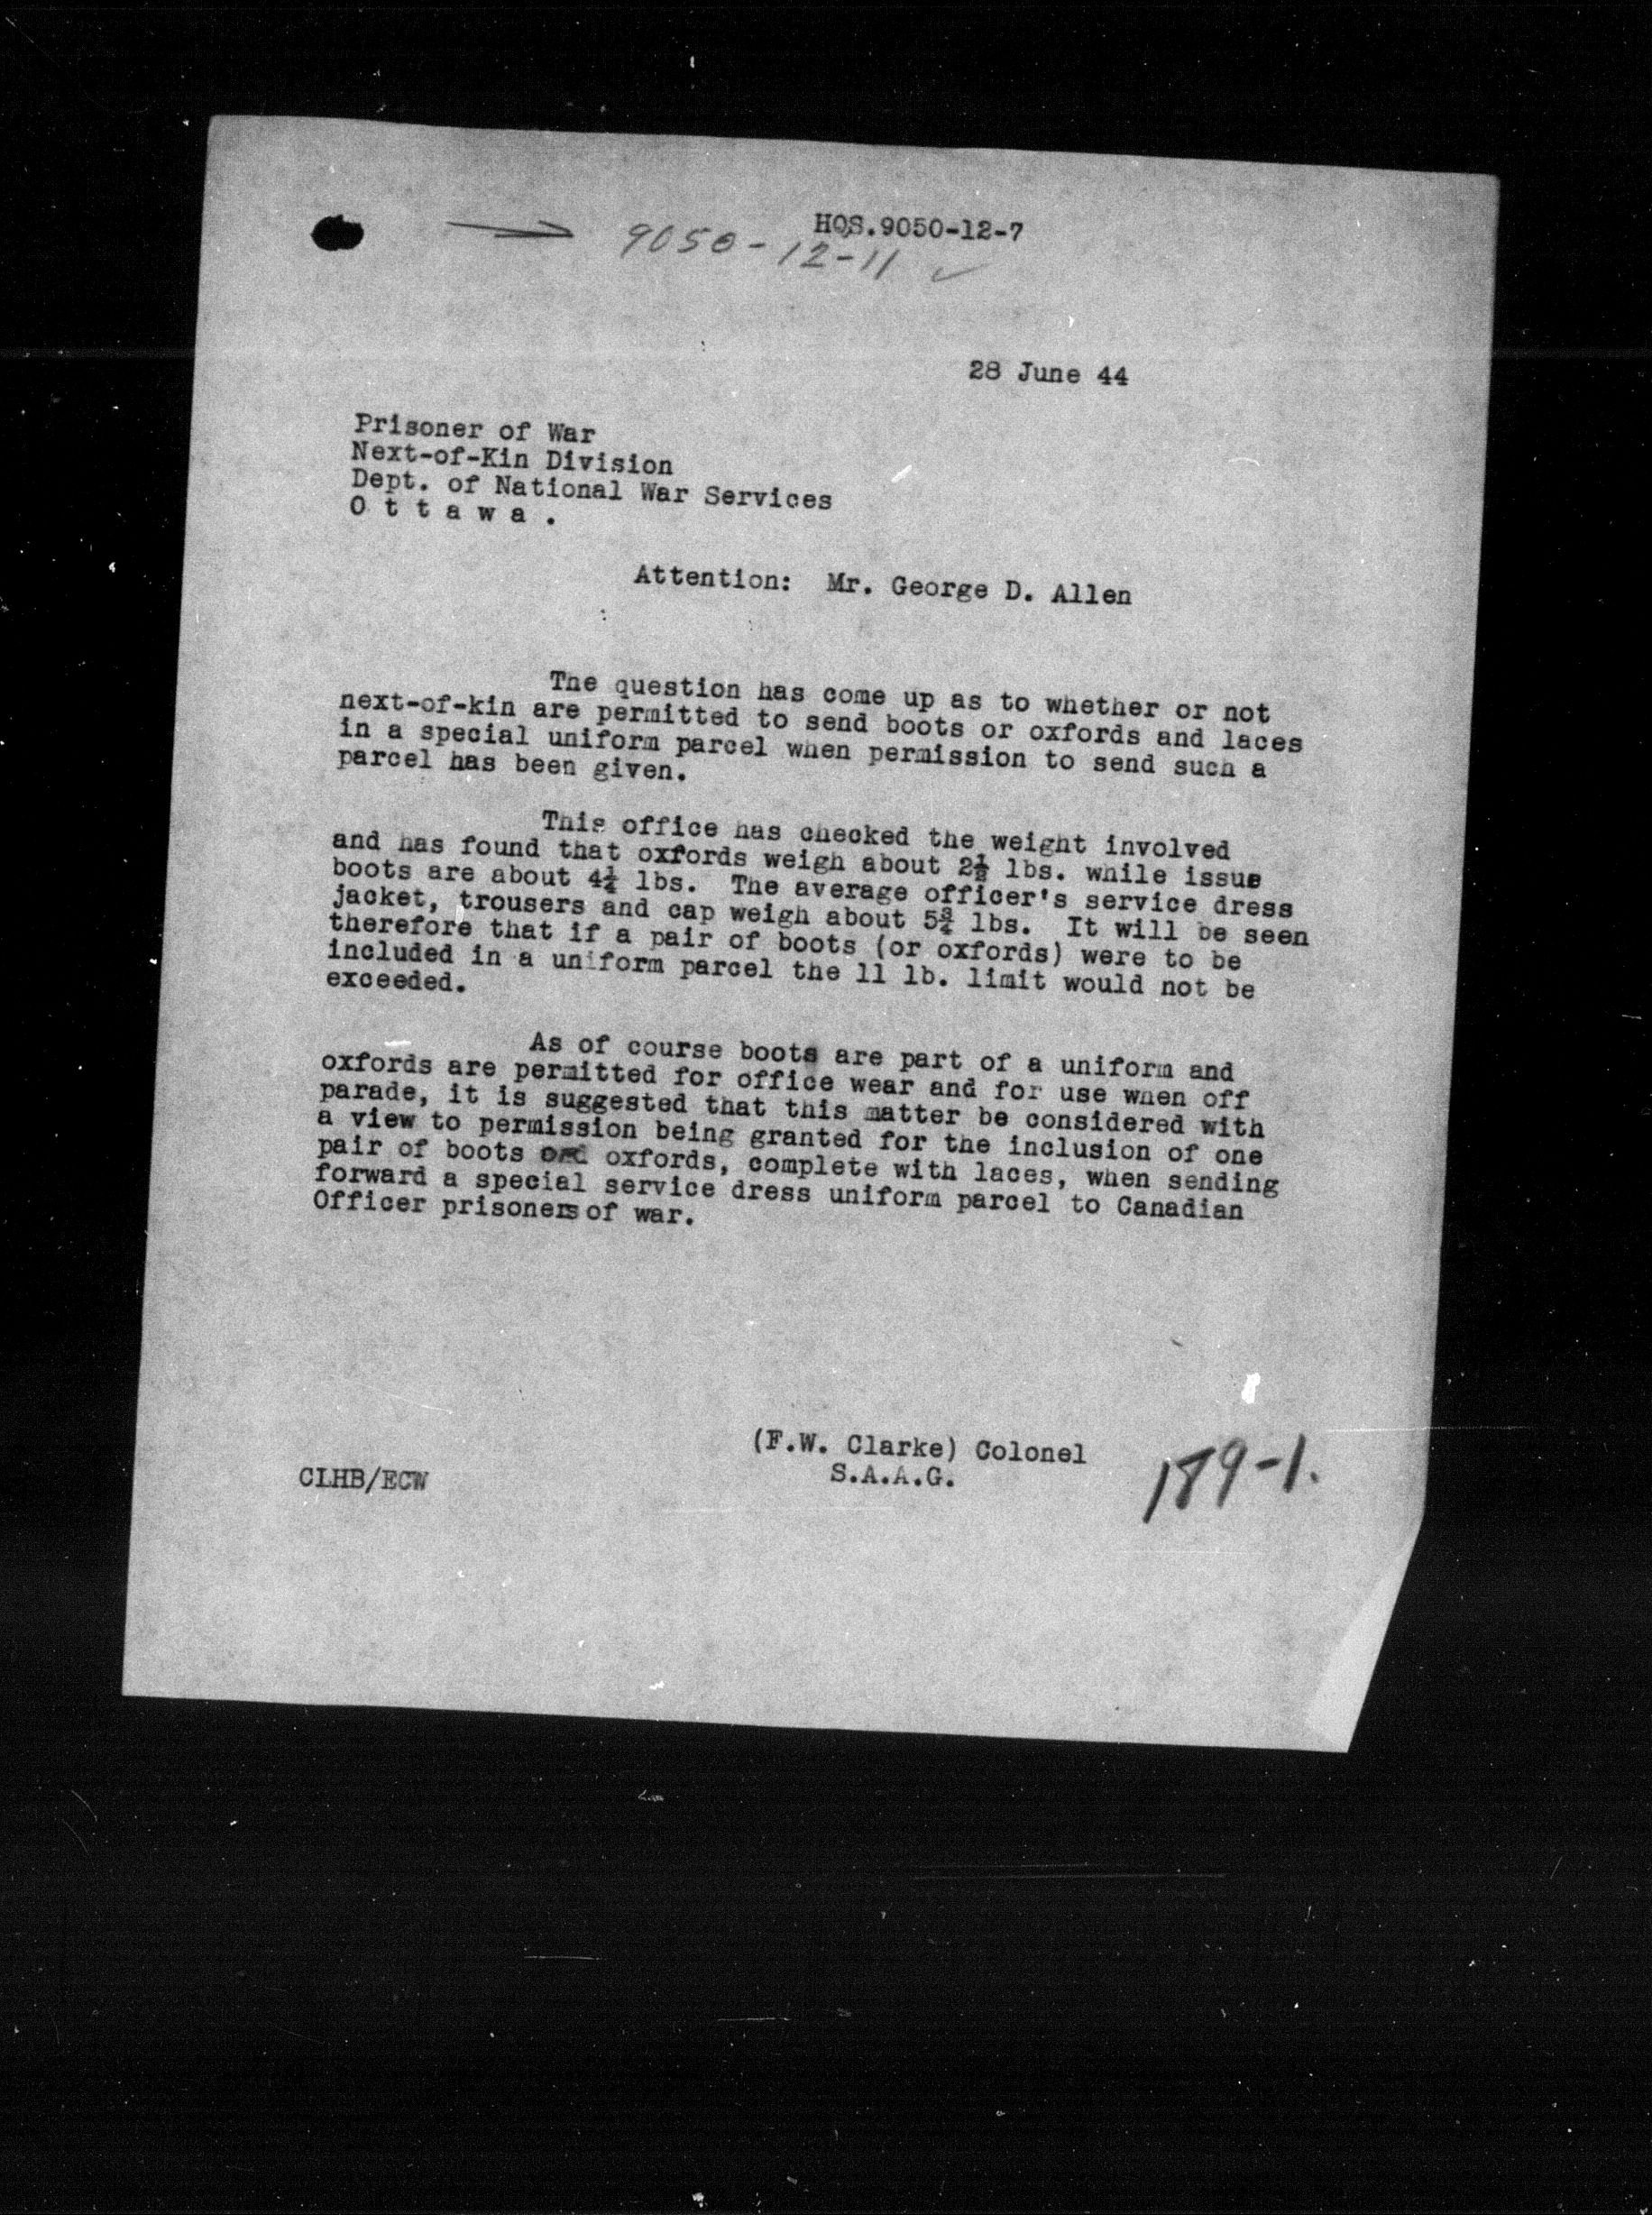 HQS.9050-12-7
9050-12-11 ✓
28 June 44
Prisoner of War
Next-of-Kin Division
Dept. of National War Services
O t t a w a .
Attention: Mr. George D. Allen
The question has come up as to whether or not
next-of-kin are permitted to send boots or oxfords and laces
in a special uniform parcel when permission to send such a
parcel has been given.
This office has checked the weight involved
and has found that oxfords weigh about 2½ lbs. while issue
boots are about 4¼ lbs. The average officer's service dress
jacket, trousers and cap weigh about 5¾ lbs. It will be seen
therefore that if a pair of boots (or oxfords) were to be
included in a uniform parcel the 11 lb. limit would not be
exceeded.
As of course boots are part of a uniform and
oxfords are permitted for office wear and for use when off
parade, it is suggested that this matter be considered with
a view to permission being granted for the inclusion of one
pair of boots or oxfords, complete with laces, when sending
forward a special service dress uniform parcel to Canadian
Officer prisoners of war.
(F.W. Clarke) Colonel
S.A.A.G.
CLHB/ECW
189-1.